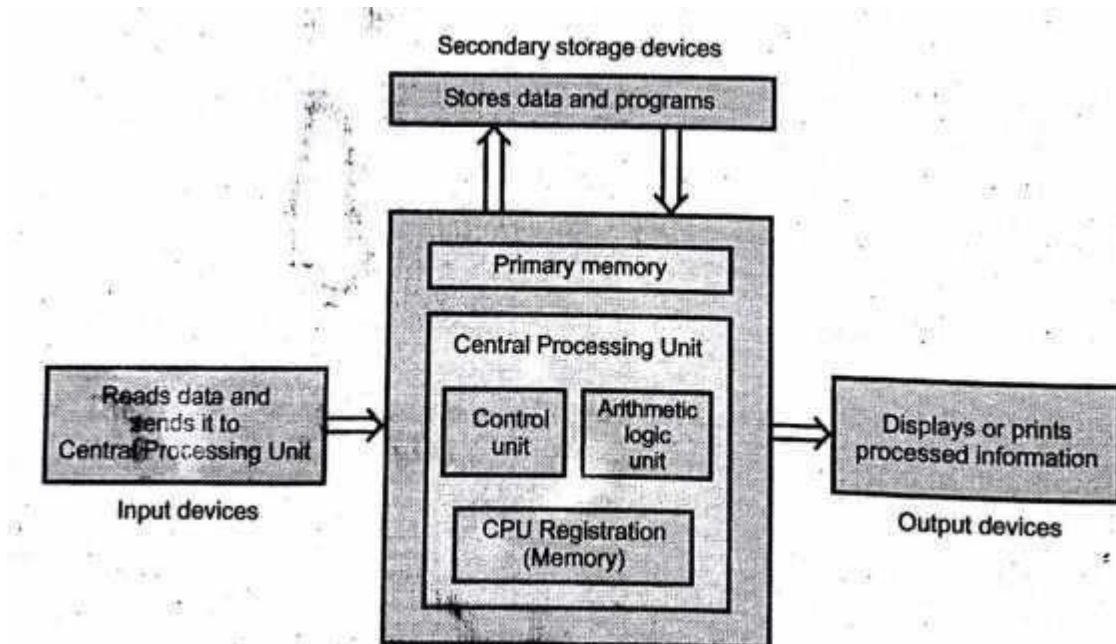 Secondary storage devices
Stores data and programs
Primary memory
Central Processing Unit
Control
unit
Arithmetic
logic
unit
CPU Registration
(Memory)
Reads data and
sends it to
Central Processing Unit
Input devices
Displays or prints
processed information
Output devices